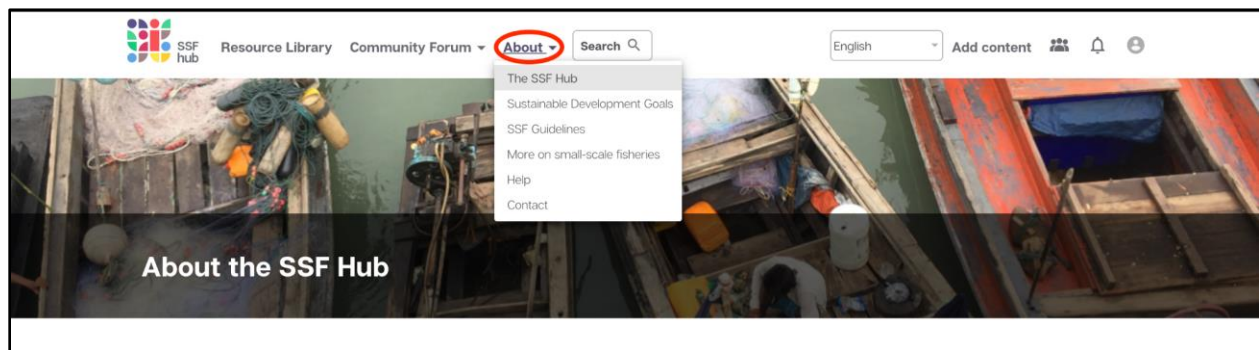 SSF
hub
Resource Library
Community Forum
About
Search
English
Add content
The SSF Hub
Sustainable Development Goals
SSF Guidelines
More on small-scale fisheries
Help
Contact
About the SSF Hub